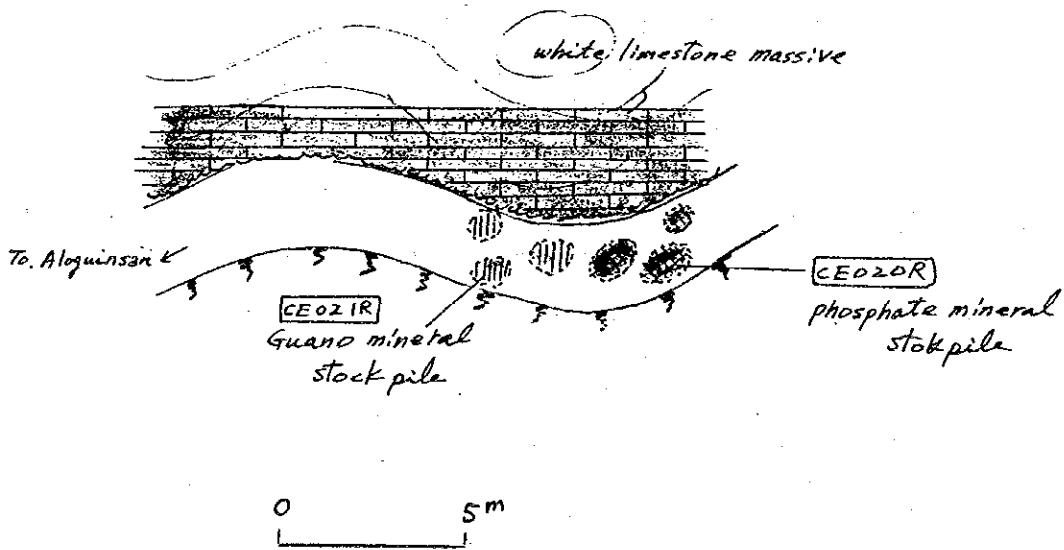 white limestone massive
To. Aloguinsan
CE021R
Guano mineral
stock pile
CE020R
phosphate mineral
stokpile
0 5m